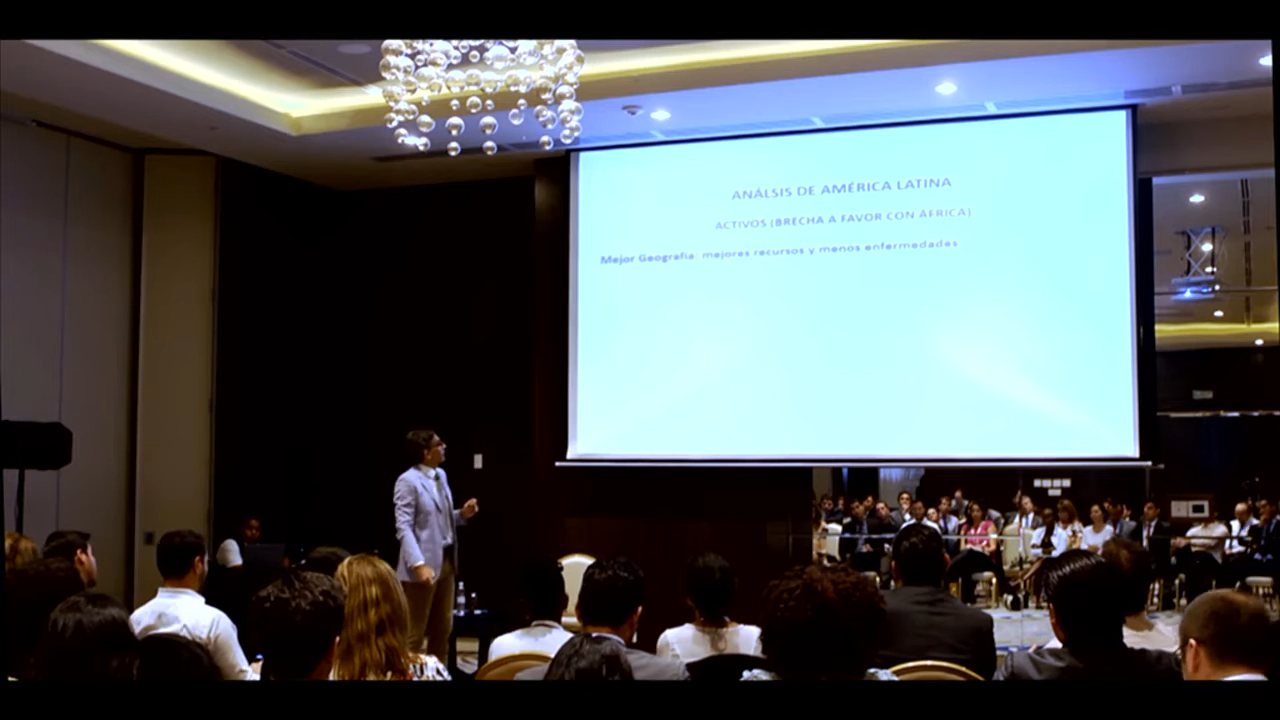 ANÁLSIS DE AMÉRICA LATINA
ACTIVOS (BRECHA A FAVOR CON ÁFRICA)
Mejor Geografía: mejores recursos y menos enfermedades